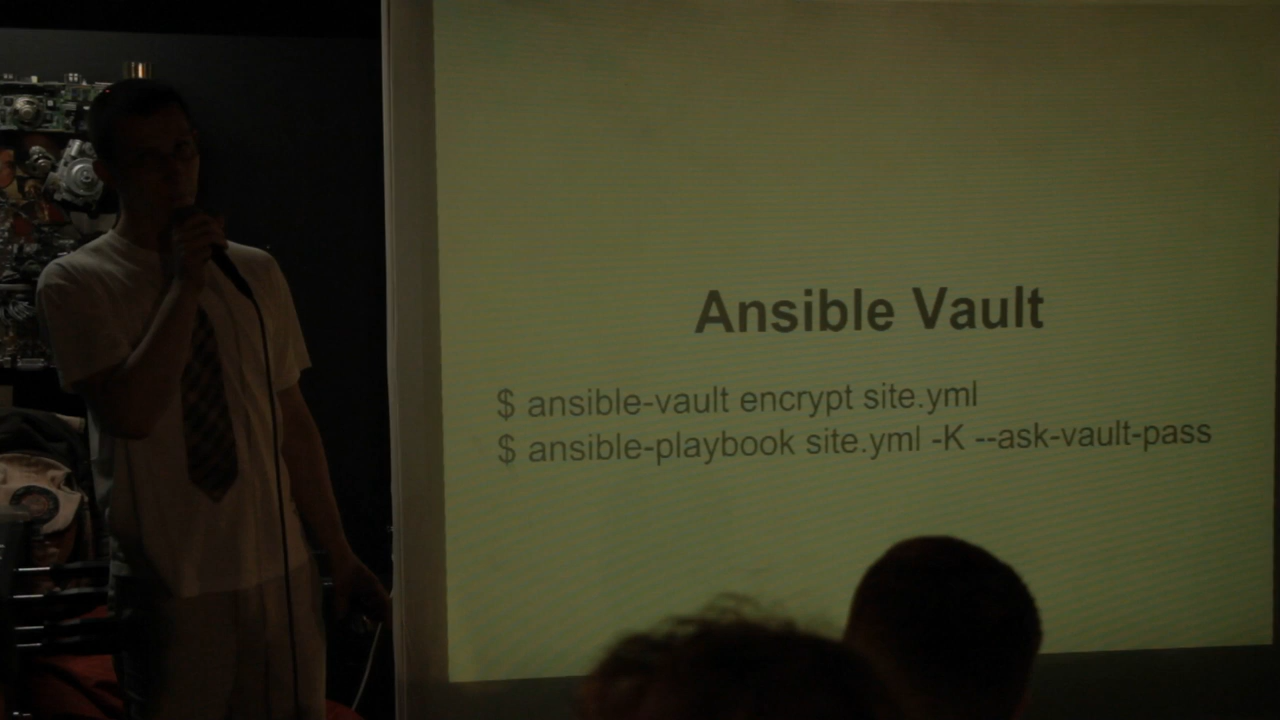 Ansible Vault
$ ansible-vault encrypt site.yml
$ ansible-playbook site.yml -K --ask-vault-pass